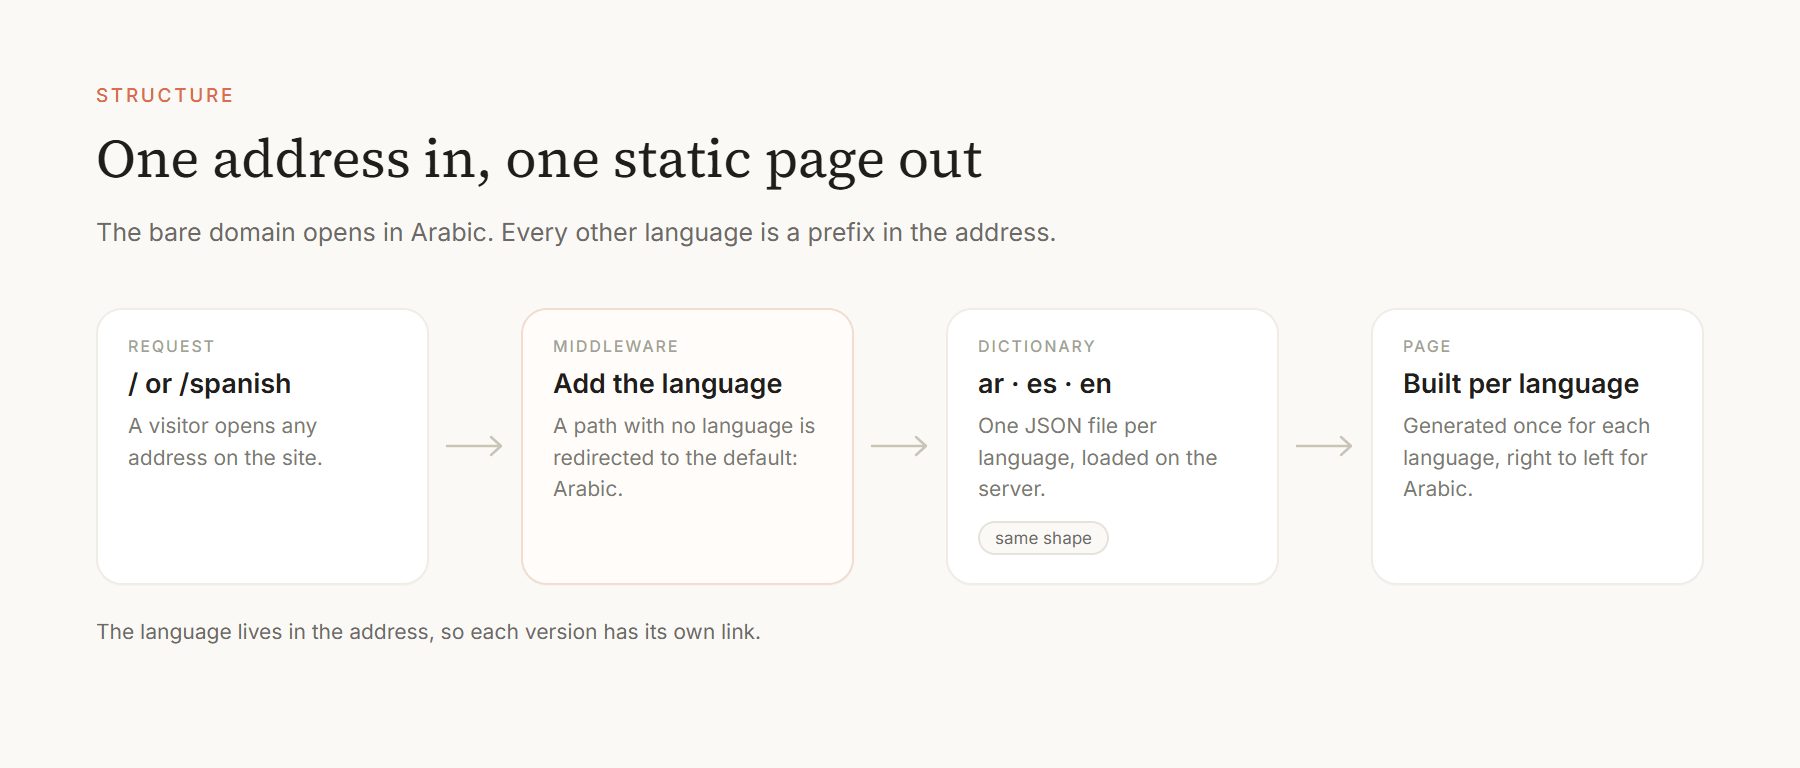 STRUCTURE
One address in, one static page out
The bare domain opens in Arabic. Every other language is a prefix in the address.
REQUEST
/ or /spanish
A visitor opens any
address on the site.
MIDDLEWARE
Add the language
A path with no language is
redirected to the default:
Arabic.
DICTIONARY
ar · es · en
One JSON file per
language, loaded on the
server.
same shape
PAGE
Built per language
Generated once for each
language, right to left for
Arabic.
The language lives in the address, so each version has its own link.